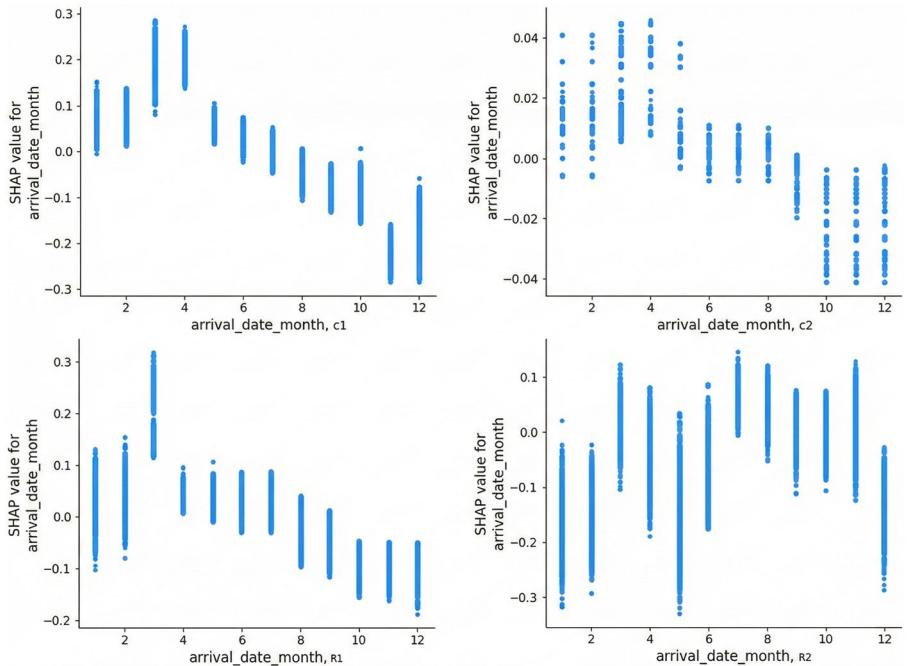 SHAP value for
arrival_date_month
0.3
0.2
0.1
0.0
−0.1
−0.2
−0.3
2 4 6 8 10 12
arrival_date_month, c1
SHAP value for
arrival_date_month
0.04
0.02
0.00
−0.02
−0.04
2 4 6 8 10 12
arrival_date_month, c2
SHAP value for
arrival_date_month
0.3
0.2
0.1
0.0
−0.1
−0.2
2 4 6 8 10 12
arrival_date_month, R1
SHAP value for
arrival_date_month
0.1
0.0
−0.1
−0.2
−0.3
2 4 6 8 10 12
arrival_date_month, R2